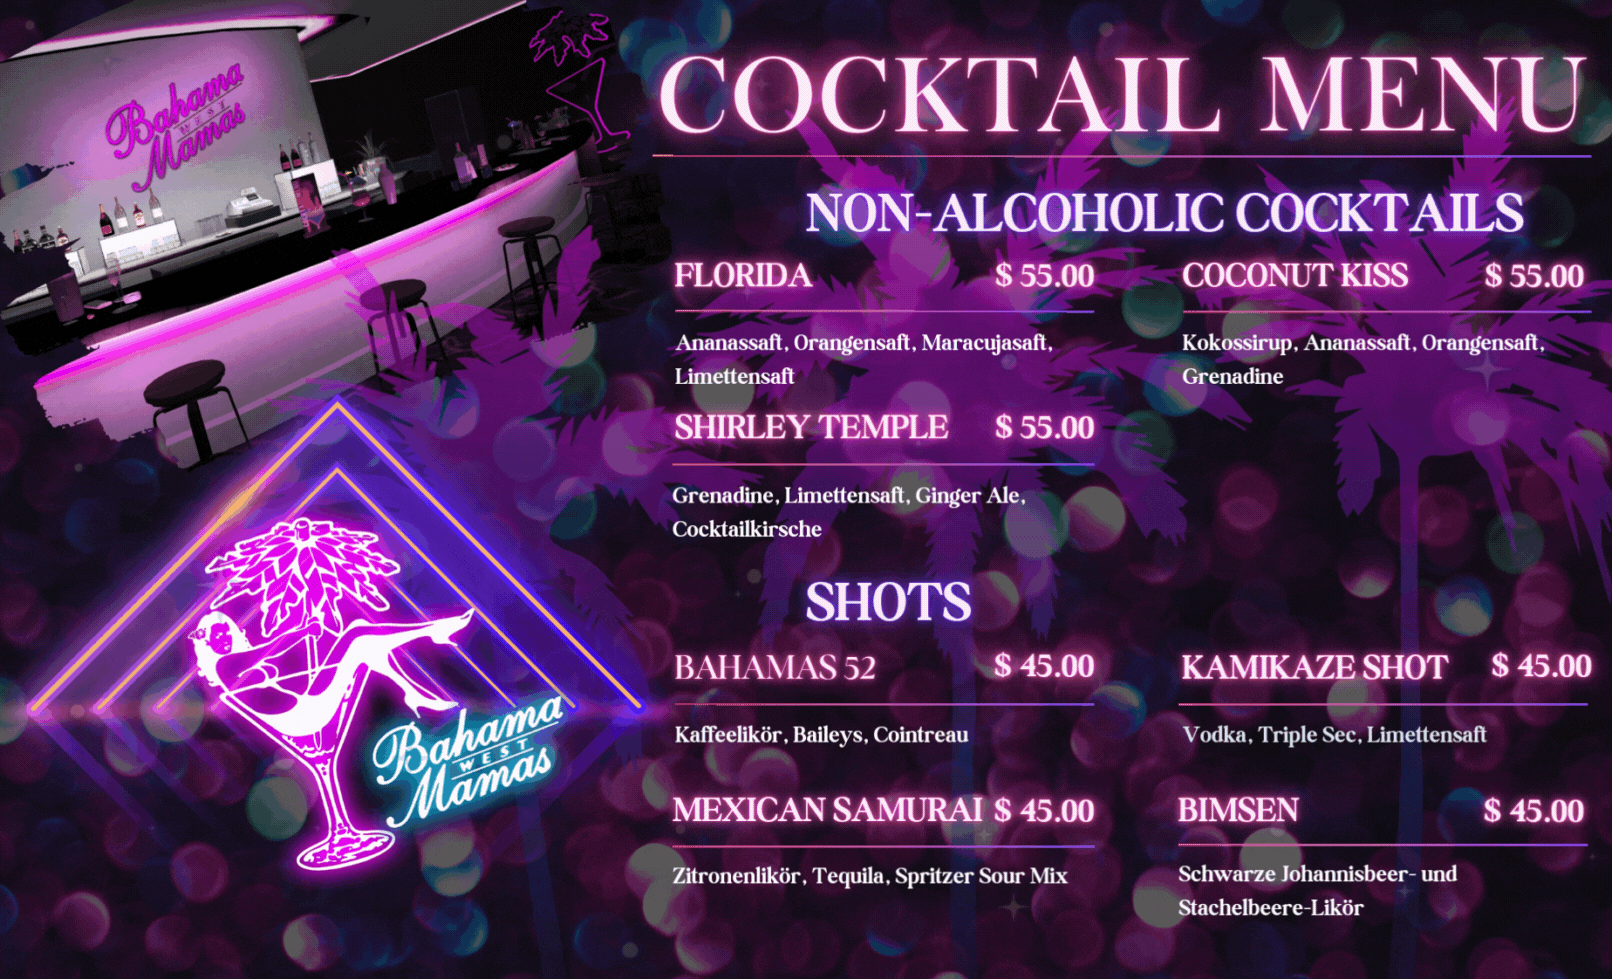 Bahama
WEST
Mamas
COCKTAIL MENU
NON-ALCOHOLIC COCKTAILS
FLORIDA $ 55.00
Ananassaft, Orangensaft, Maracujasaft,
Limettensaft
COCONUT KISS $ 55.00
Kokossirup, Ananassaft, Orangensaft,
Grenadine
SHIRLEY TEMPLE $ 55.00
Grenadine, Limettensaft, Ginger Ale,
Cocktailkirsche
SHOTS
BAHAMAS 52 $ 45.00
Kaffeelikör, Baileys, Cointreau
KAMIKAZE SHOT $ 45.00
Vodka, Triple Sec, Limettensaft
MEXICAN SAMURAI $ 45.00
Zitronenlikör, Tequila, Spritzer Sour Mix
BIMSEN $ 45.00
Schwarze Johannisbeer- und
Stachelbeere-Likör
Bahama
WEST
Mamas